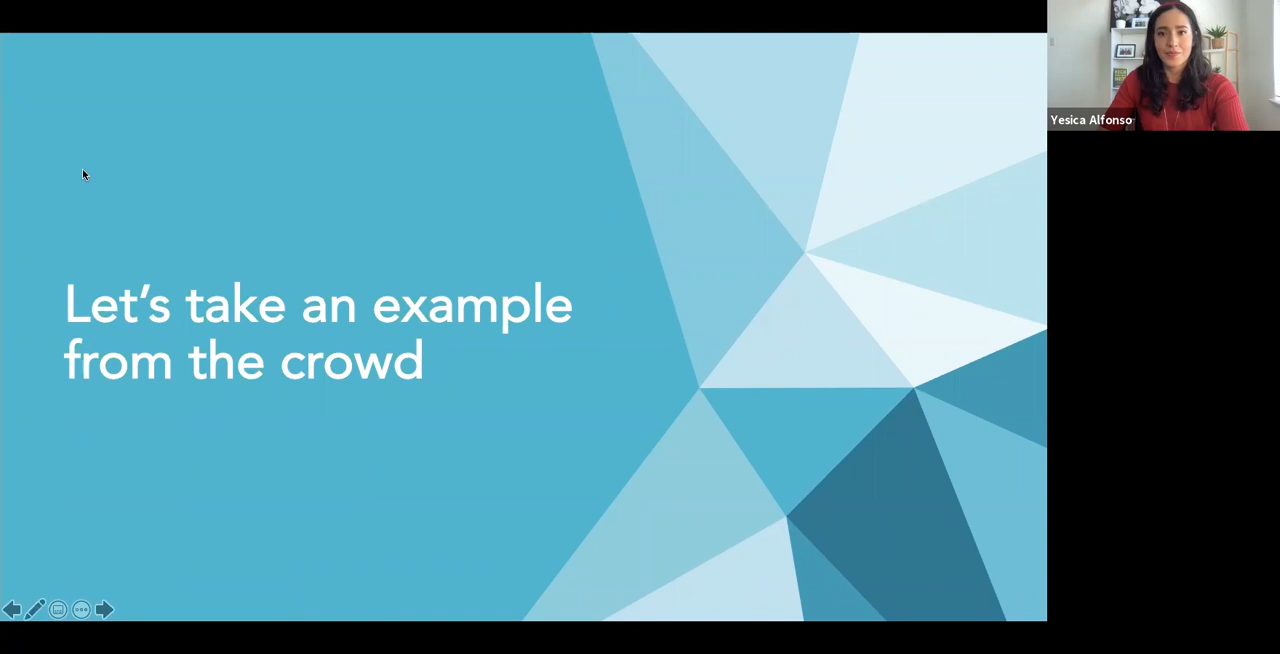 Let’s take an example
from the crowd
Yesica Alfonso